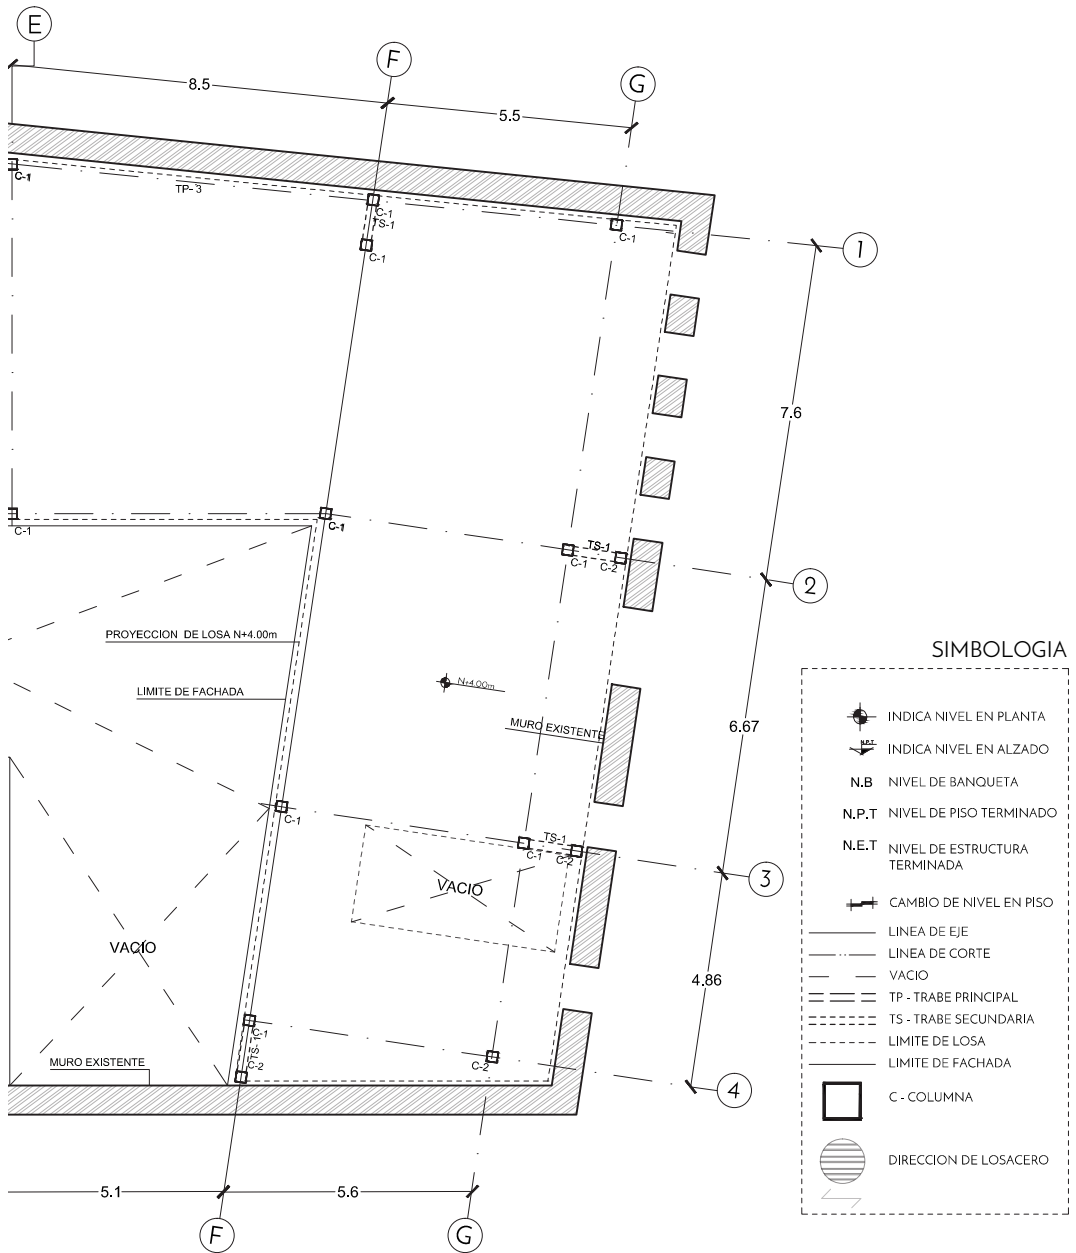 E
F
G
8.5
5.5
C-1
TP-3
C-1
TS-1
C-1
C-1
1
7.6
C-1
C-1
TS-1
C-1
C-2
2
PROYECCION DE LOSA N+4.00m
LIMITE DE FACHADA
N+4.00m
MURO EXISTENTE
6.67
C-1
TS-1
C-1
C-2
3
VACIO
VACIO
4.86
C-1
TS-1
C-2
C-2
MURO EXISTENTE
4
5.1
5.6
F
G
SIMBOLOGIA
INDICA NIVEL EN PLANTA
N.P.T
INDICA NIVEL EN ALZADO
N.B NIVEL DE BANQUETA
N.P.T NIVEL DE PISO TERMINADO
N.E.T NIVEL DE ESTRUCTURA
TERMINADA
CAMBIO DE NIVEL EN PISO
LINEA DE EJE
LINEA DE CORTE
VACIO
TP - TRABE PRINCIPAL
TS - TRABE SECUNDARIA
LIMITE DE LOSA
LIMITE DE FACHADA
C - COLUMNA
DIRECCION DE LOSACERO